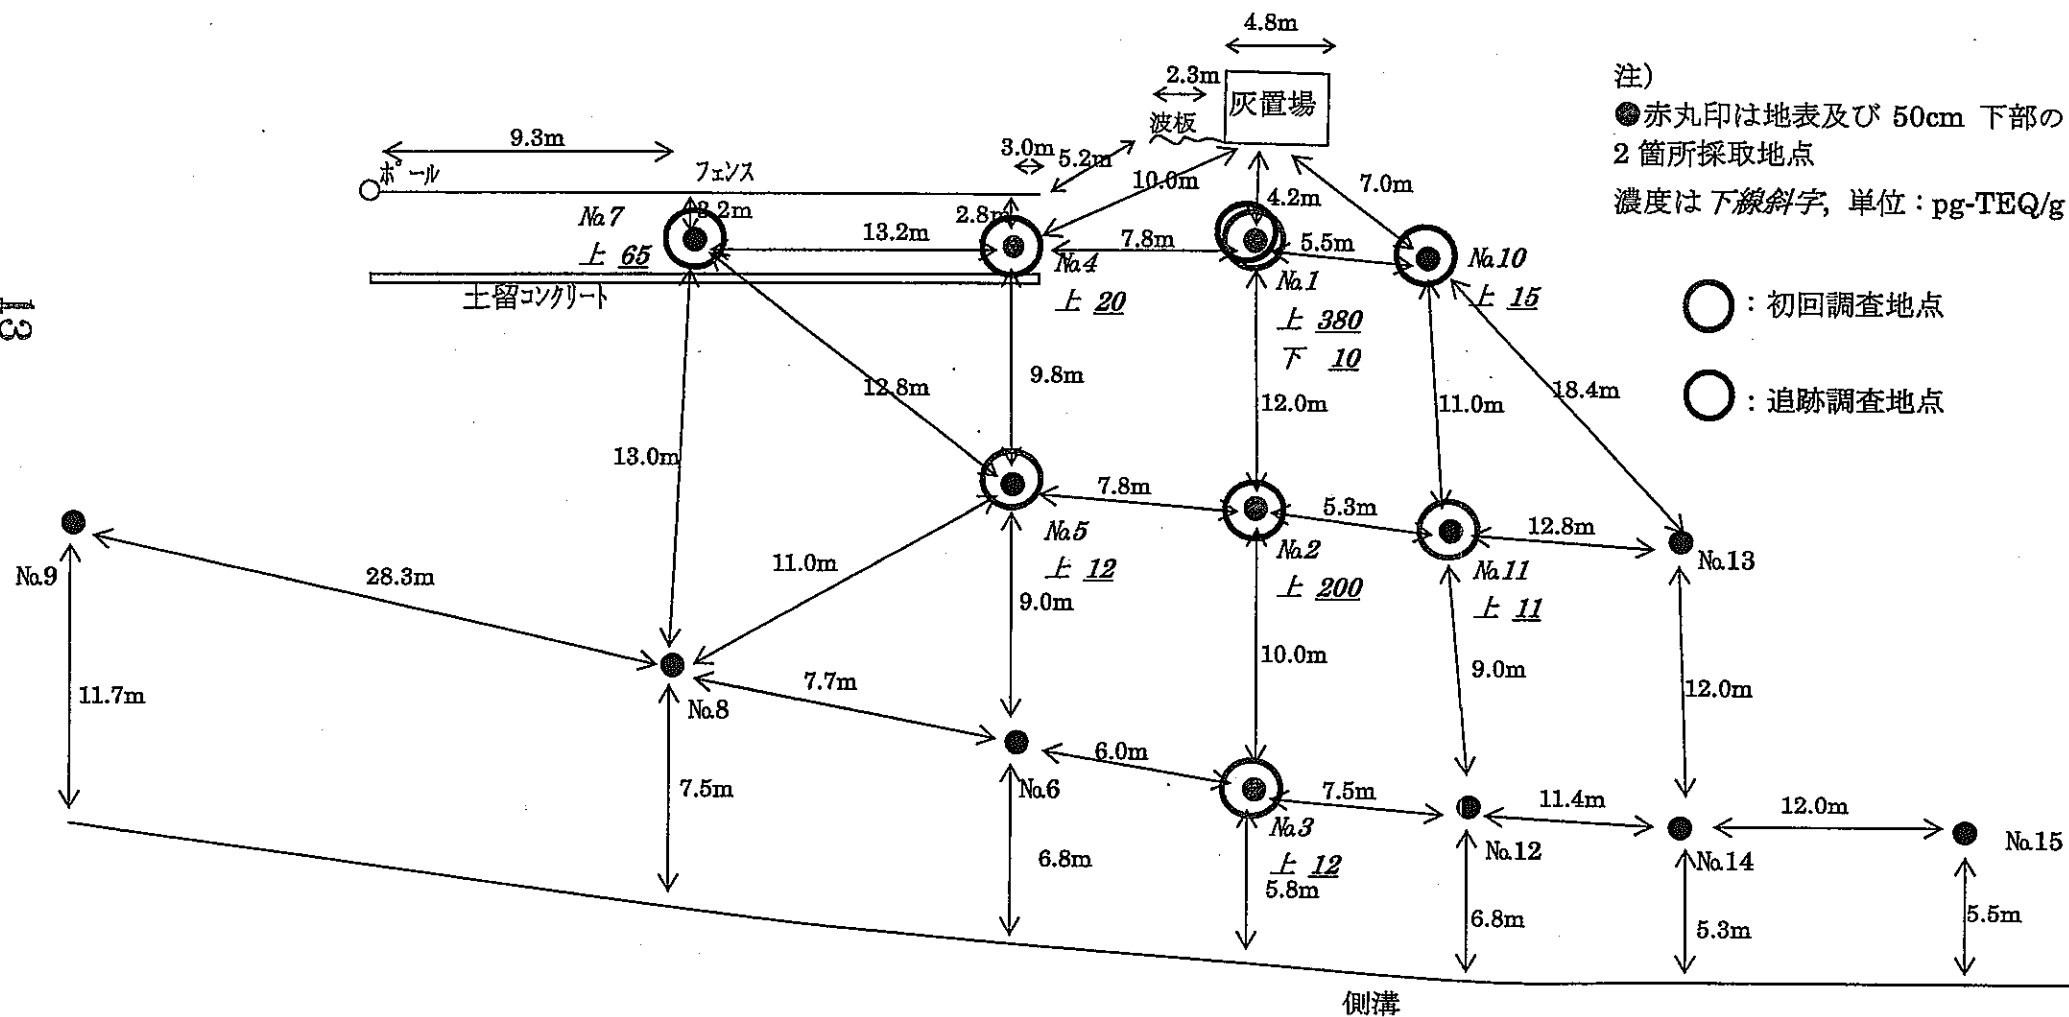 4.8m
2.3m
灰置場
波板
注)
●赤丸印は地表及び 50cm 下部の
2 箇所採取地点
濃度は下線斜字, 単位:pg-TEQ/g
9.3m
3.0m
5.2m
10.0m
7.0m
ポール
フェンス
4.2m
No.7
2.8m
13.2m
7.8m
5.5m
上 65
No.4
No.10
土留コンクリート
上 20
No.1
上 15
:初回調査地点
13
上 380
下 10
9.8m
12.8m
12.0m
11.0m
18.4m
:追跡調査地点
13.0m
7.8m
5.3m
12.8m
No.5
No.2
No.11
No.13
No.9
28.3m
11.0m
上 12
上 200
上 11
9.0m
10.0m
9.0m
11.7m
7.7m
No.8
12.0m
6.0m
7.5m
No.6
7.5m
11.4m
12.0m
No.3
No.12
No.14
No.15
6.8m
上 12
5.8m
6.8m
5.3m
5.5m
側溝